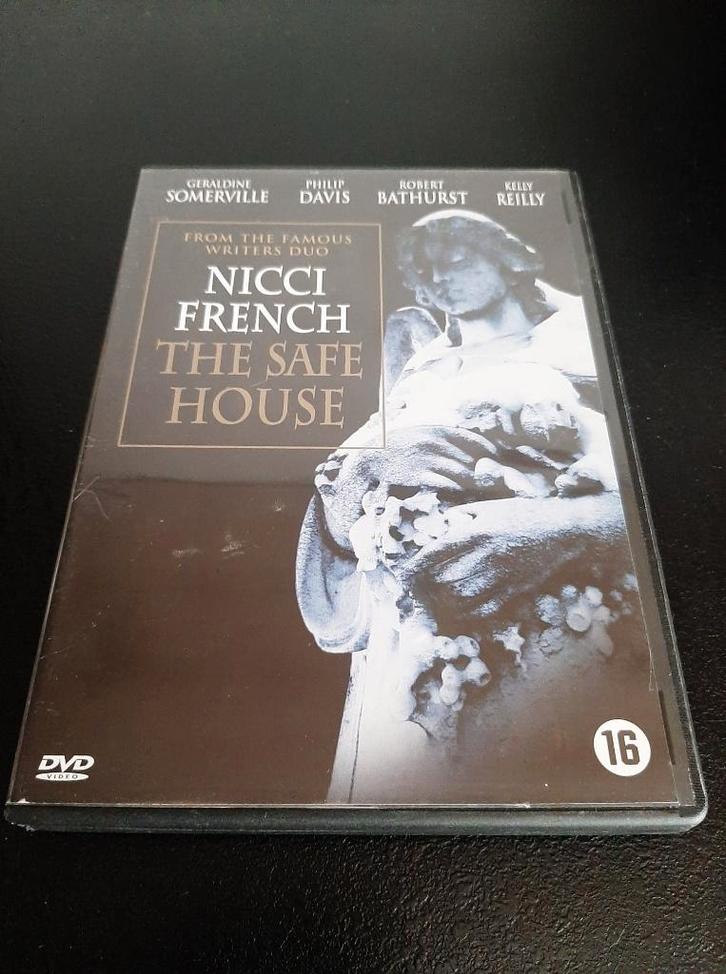 GERALDINE SOMERVILLE
PHILIP DAVIS
ROBERT BATHURST
KELLY REILLY
FROM THE FAMOUS
WRITERS DUO
NICCI
FRENCH
THE SAFE
HOUSE
DVD
VIDEO
16